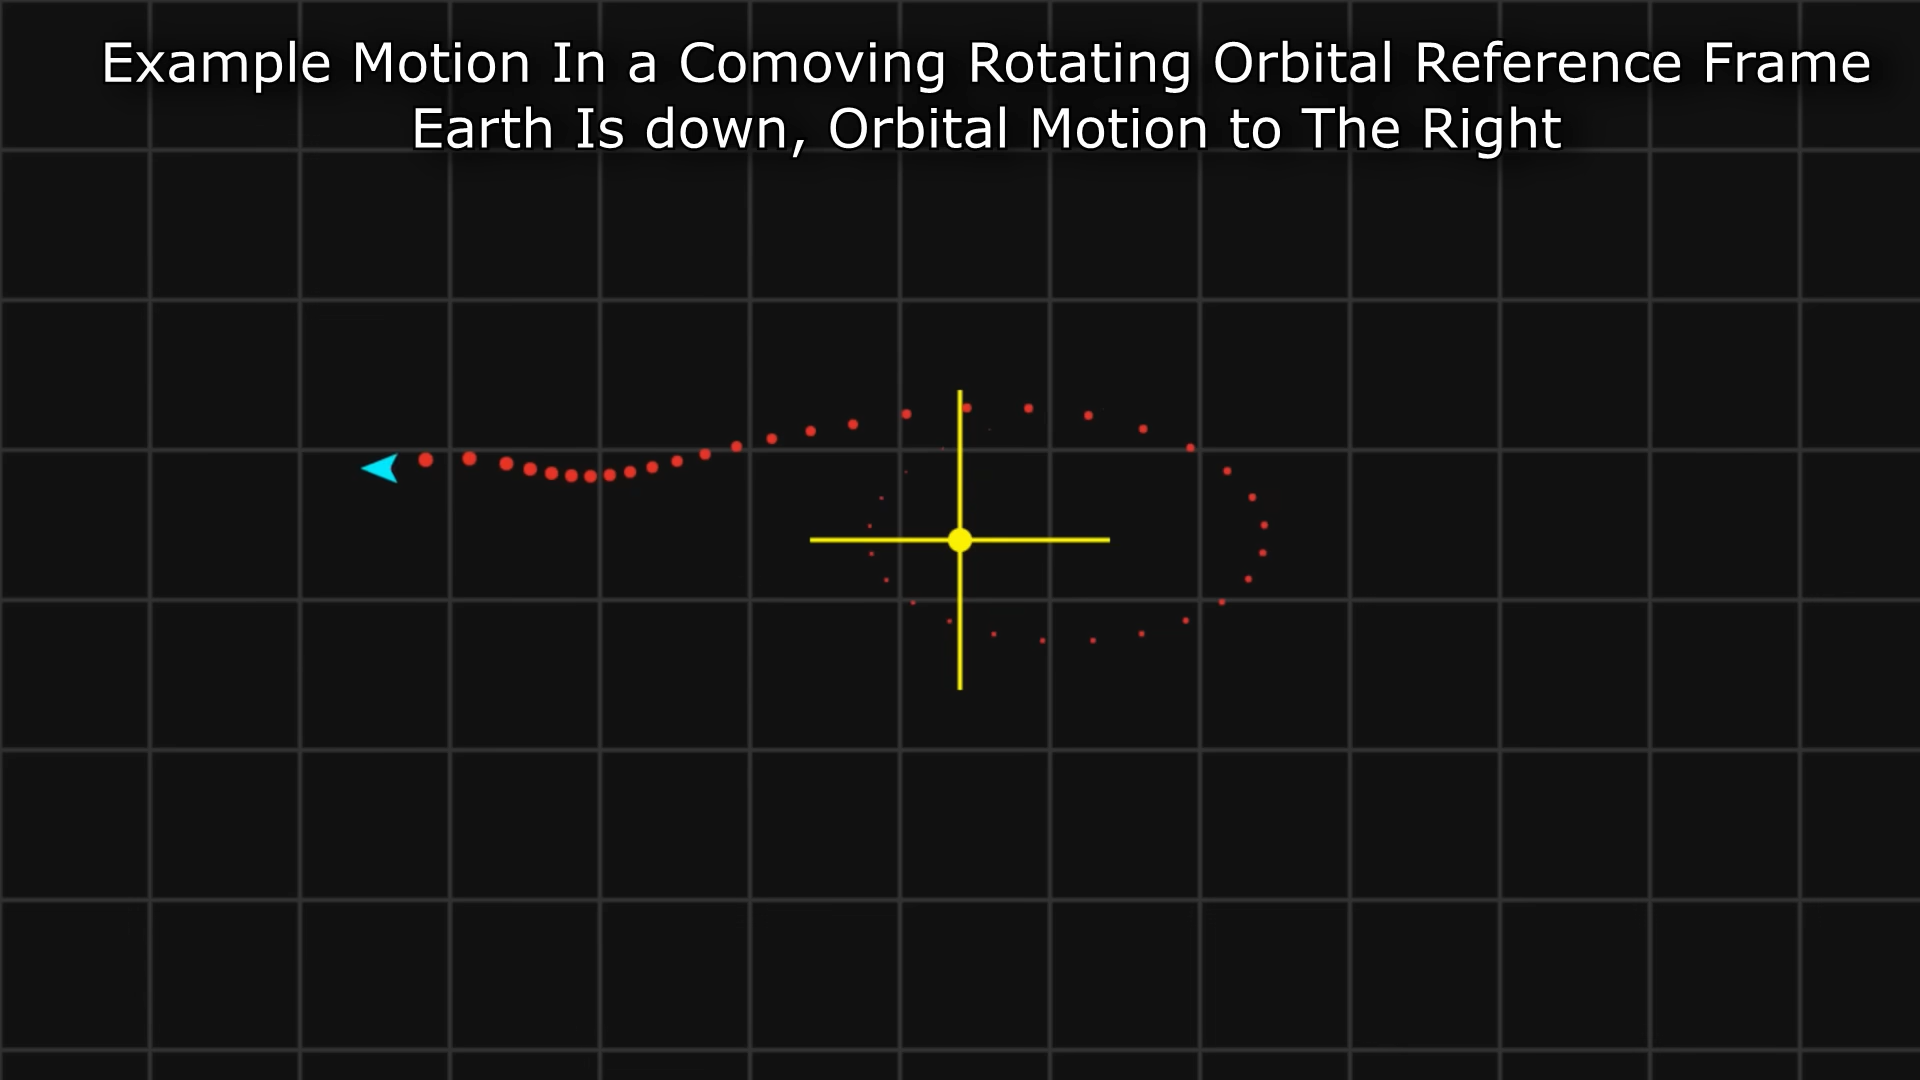 Example Motion In a Comoving Rotating Orbital Reference Frame
Earth Is down, Orbital Motion to The Right